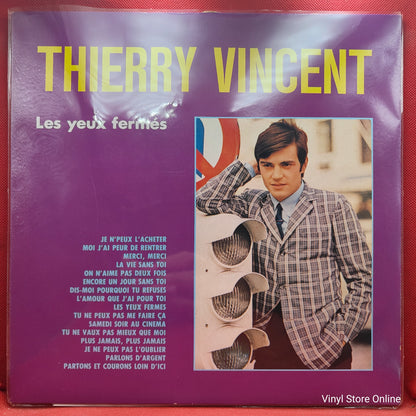 THIERRY VINCENT
Les yeux fermés
JE N'PEUX L'ACHETER
MOI J'AI PEUR DE RENTRER
MERCI, MERCI
LA VIE SANS TOI
ON N'AIME PAS DEUX FOIS
ENCORE UN JOUR SANS TOI
DIS-MOI POURQUOI TU REFUSES
L'AMOUR QUE J'AI POUR TOI
LES YEUX FERMES
TU NE PEUX PAS ME FAIRE ÇA
SAMEDI SOIR AU CINEMA
TU NE VAUX PAS MIEUX QUE MOI
PLUS JAMAIS, PLUS JAMAIS
JE NE PEUX PAS L'OUBLIER
PARLONS D'ARGENT
PARTONS ET COURONS LOIN D'ICI
Vinyl Store Online